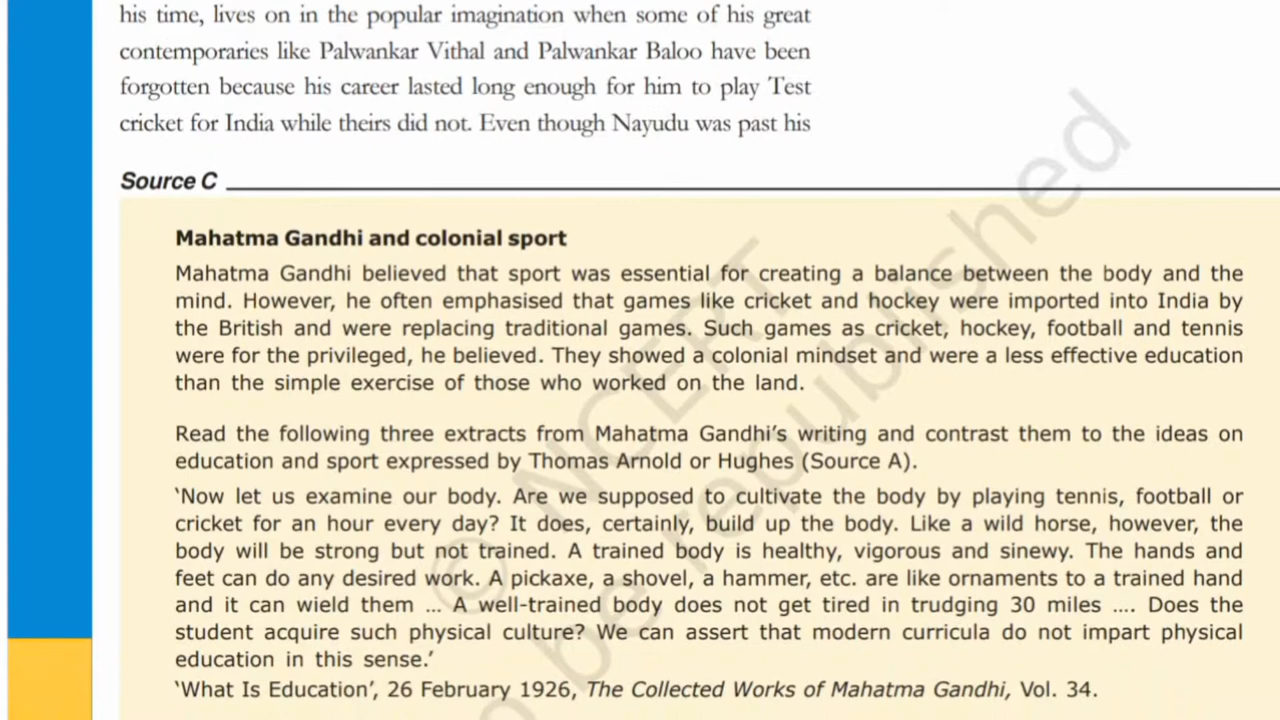 his time, lives on in the popular imagination when some of his great
contemporaries like Palwankar Vithal and Palwankar Baloo have been
forgotten because his career lasted long enough for him to play Test
cricket for India while theirs did not. Even though Nayudu was past his
Source C
Mahatma Gandhi and colonial sport
Mahatma Gandhi believed that sport was essential for creating a balance between the body and the
mind. However, he often emphasised that games like cricket and hockey were imported into India by
the British and were replacing traditional games. Such games as cricket, hockey, football and tennis
were for the privileged, he believed. They showed a colonial mindset and were a less effective education
than the simple exercise of those who worked on the land.
Read the following three extracts from Mahatma Gandhi's writing and contrast them to the ideas on
education and sport expressed by Thomas Arnold or Hughes (Source A).
‘Now let us examine our body. Are we supposed to cultivate the body by playing tennis, football or
cricket for an hour every day? It does, certainly, build up the body. Like a wild horse, however, the
body will be strong but not trained. A trained body is healthy, vigorous and sinewy. The hands and
feet can do any desired work. A pickaxe, a shovel, a hammer, etc. are like ornaments to a trained hand
and it can wield them ... A well-trained body does not get tired in trudging 30 miles .... Does the
student acquire such physical culture? We can assert that modern curricula do not impart physical
education in this sense.’
‘What Is Education’, 26 February 1926, The Collected Works of Mahatma Gandhi, Vol. 34.
© NCERT
be republished